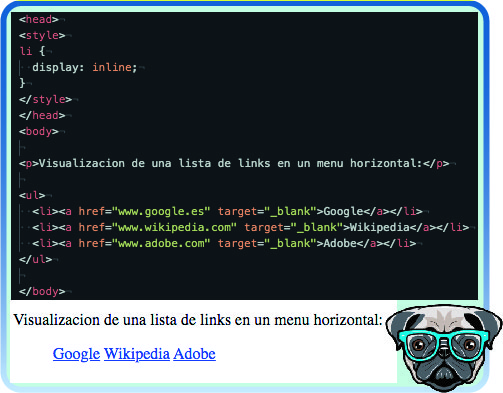 <head>
<style>
li {
display: inline;
}
</style>
</head>
<body>
<p>Visualizacion de una lista de links en un menu horizontal:</p>
<ul>
<li><a href="www.google.es" target="_blank">Google</a></li>
<li><a href="www.wikipedia.com" target="_blank">Wikipedia</a></li>
<li><a href="www.adobe.com" target="_blank">Adobe</a></li>
</ul>
</body>
Visualizacion de una lista de links en un menu horizontal:
Google Wikipedia Adobe